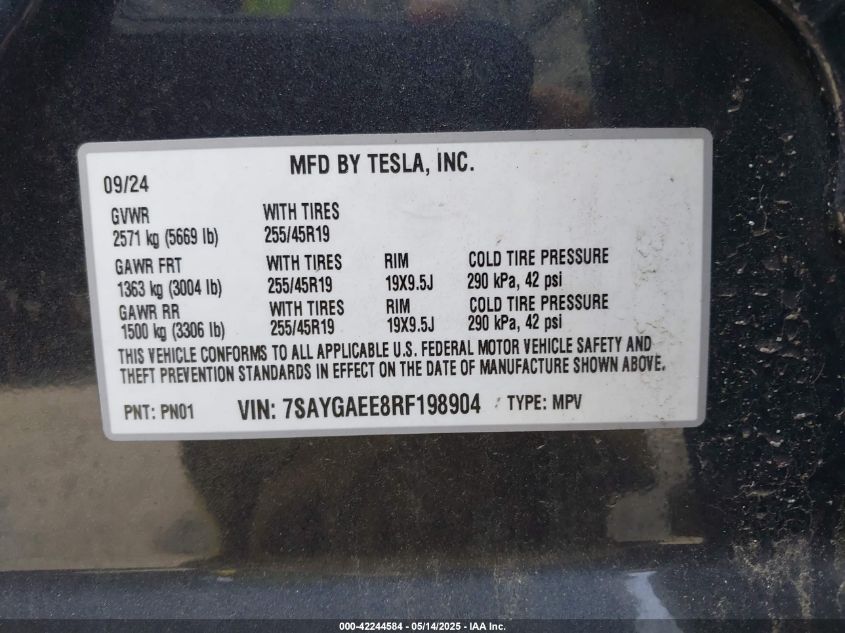 MFD BY TESLA, INC.
09/24
GVWR WITH TIRES
2571 kg (5669 lb) 255/45R19
GAWR FRT WITH TIRES RIM COLD TIRE PRESSURE
1363 kg (3004 lb) 255/45R19 19X9.5J 290 kPa, 42 psi
GAWR RR WITH TIRES RIM COLD TIRE PRESSURE
1500 kg (3306 lb) 255/45R19 19X9.5J 290 kPa, 42 psi
THIS VEHICLE CONFORMS TO ALL APPLICABLE U.S. FEDERAL MOTOR VEHICLE SAFETY AND
THEFT PREVENTION STANDARDS IN EFFECT ON THE DATE OF MANUFACTURE SHOWN ABOVE.
PNT: PN01 VIN: 7SAYGAEE8RF198904 TYPE: MPV
000-42244584 - 05/14/2025 - IAA Inc.